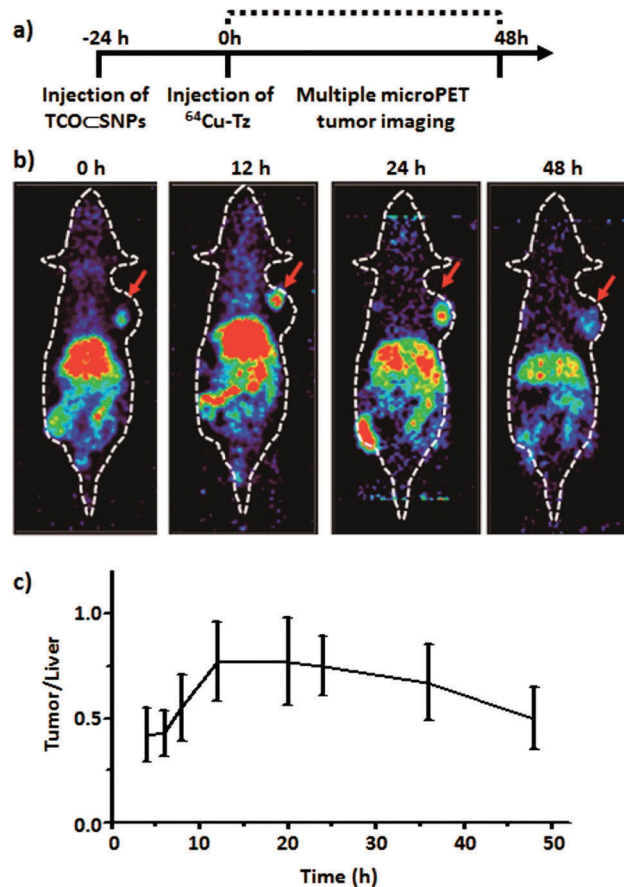 a)
-24 h 0h 48h
Injection of Injection of Multiple microPET
TCO⊂SNPs ⁶⁴Cu-Tz tumor imaging
b)
0 h 12 h 24 h 48 h
c)
Tumor/Liver
1.0
0.5
0.0
0 10 20 30 40 50
Time (h)